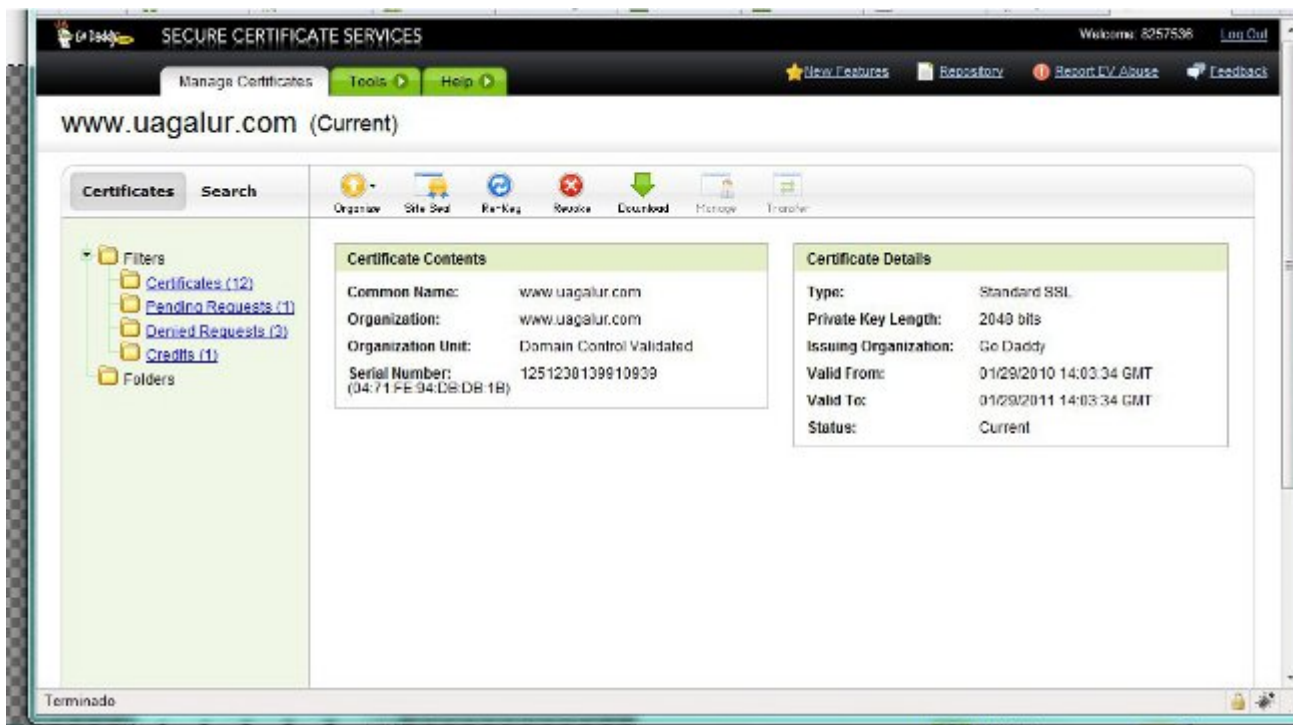 Go Daddy SECURE CERTIFICATE SERVICES Welcome: 8257536 Log Out
Manage Certificates Tools Help New Features Repository Report EV Abuse Feedback
www.uagalur.com (Current)
Certificates Search
Organize Site Seal Re-Key Revoke Download Manage Transfer
Filters
Certificates (12)
Pending Requests (1)
Denied Requests (3)
Credits (1)
Folders
Certificate Contents
Common Name: www.uagalur.com
Organization: www.uagalur.com
Organization Unit: Domain Control Validated
Serial Number: 1251230139910939
(04:71:FE:94:DB:DB:1B)
Certificate Details
Type: Standard SSL
Private Key Length: 2048 bits
Issuing Organization: Go Daddy
Valid From: 01/29/2010 14:03:34 GMT
Valid To: 01/29/2011 14:03:34 GMT
Status: Current
Terminado